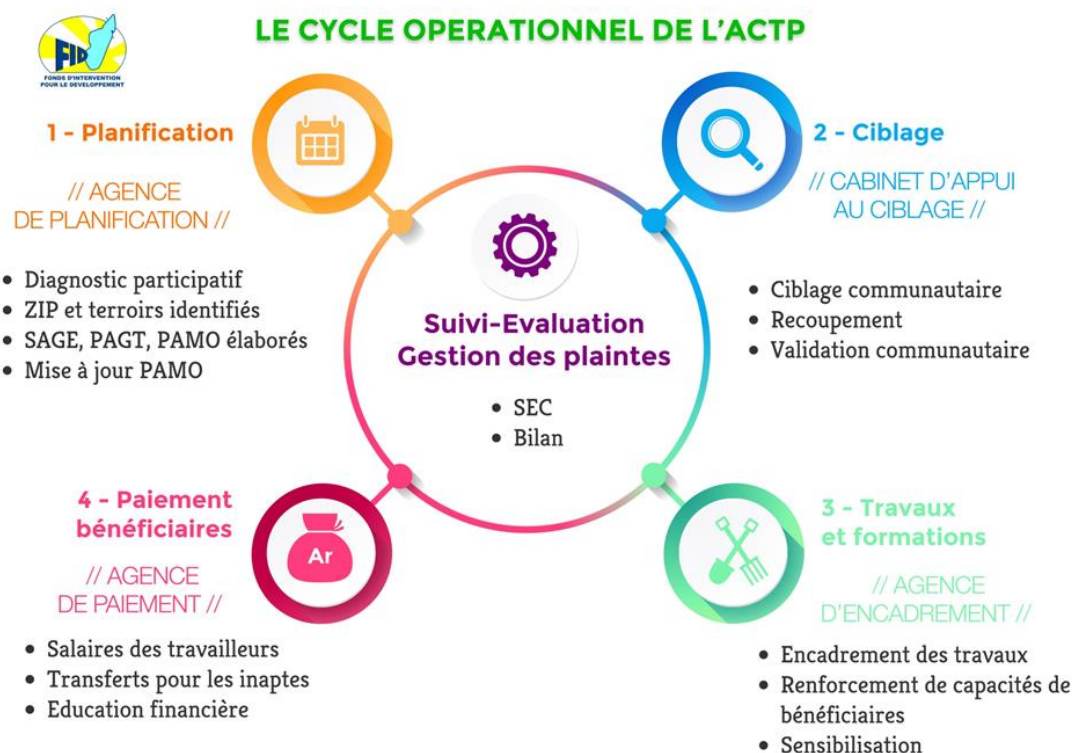 FID
FONDS D'INTERVENTION
POUR LE DEVELOPPEMENT
LE CYCLE OPERATIONNEL DE L'ACTP
1 - Planification
// AGENCE
DE PLANIFICATION //
• Diagnostic participatif
• ZIP et terroirs identifiés
• SAGE, PAGT, PAMO élaborés
• Mise à jour PAMO
2 - Ciblage
// CABINET D'APPUI
AU CIBLAGE //
• Ciblage communautaire
• Recoupement
• Validation communautaire
Suivi-Evaluation
Gestion des plaintes
• SEC
• Bilan
3 - Travaux
et formations
// AGENCE
D'ENCADREMENT //
• Encadrement des travaux
• Renforcement de capacités de
bénéficiaires
• Sensibilisation
4 - Paiement
bénéficiaires
Ar
// AGENCE
DE PAIEMENT //
• Salaires des travailleurs
• Transferts pour les inaptes
• Education financière